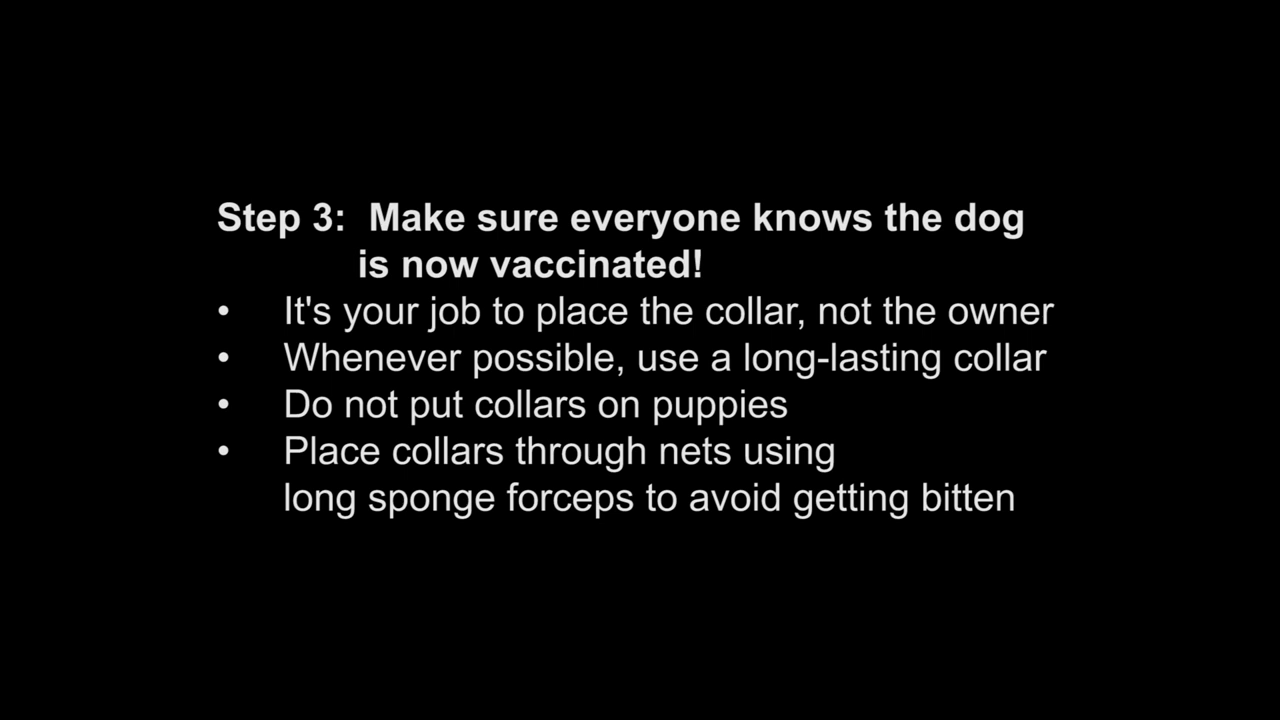 Step 3:  Make sure everyone knows the dog
is now vaccinated!
• It's your job to place the collar, not the owner
• Whenever possible, use a long-lasting collar
• Do not put collars on puppies
• Place collars through nets using
long sponge forceps to avoid getting bitten